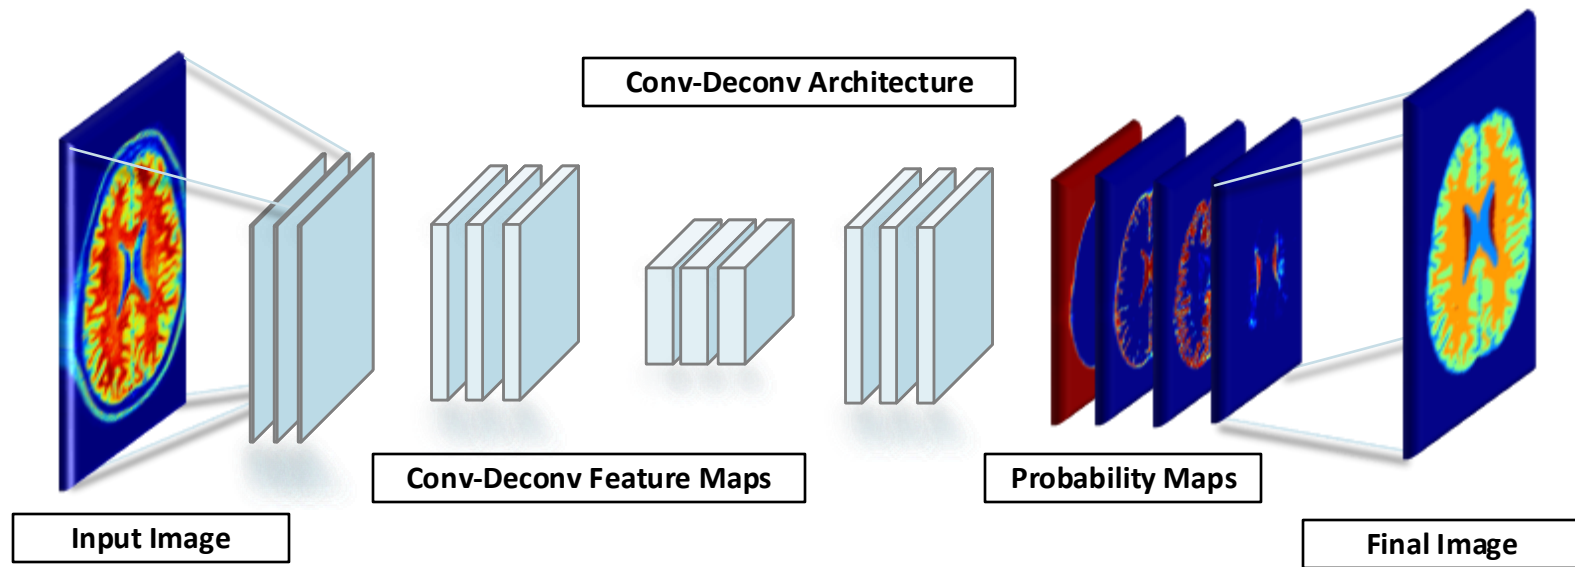 Conv-Deconv Architecture
Conv-Deconv Feature Maps
Probability Maps
Input Image
Final Image